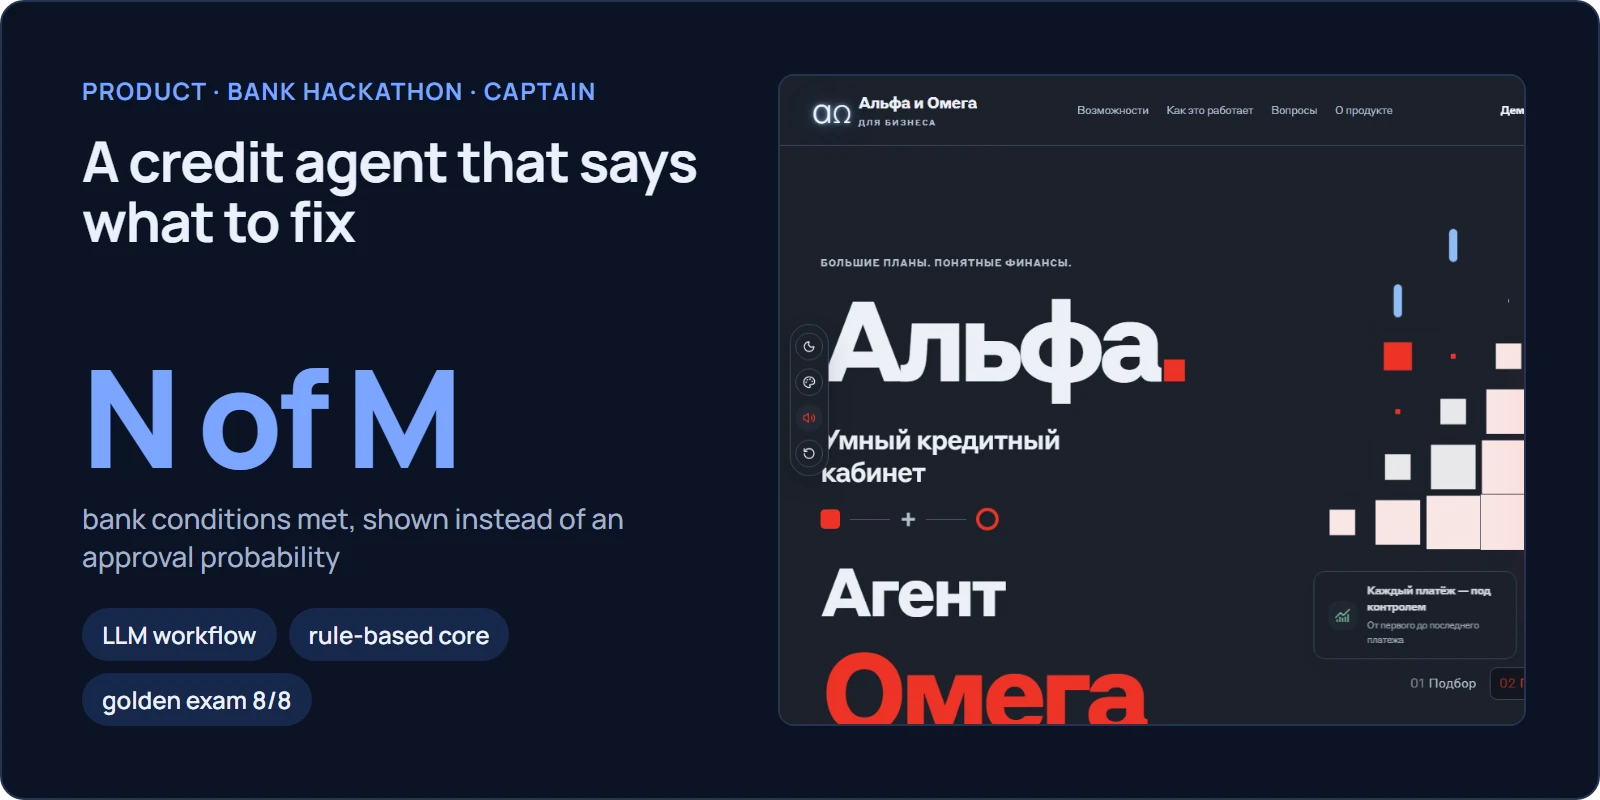 PRODUCT · BANK HACKATHON · CAPTAIN
A credit agent that says
what to fix
N of M
bank conditions met, shown instead of an
approval probability
LLM workflow
rule-based core
golden exam 8/8
αΩ
Альфа и Омега
ДЛЯ БИЗНЕСА
Возможности
Как это работает
Вопросы
О продукте
Дем
БОЛЬШИЕ ПЛАНЫ. ПОНЯТНЫЕ ФИНАНСЫ.
Альфа.
Умный кредитный
кабинет
Агент
Омега
Каждый платёж — под
контролем
От первого до последнего
платежа
01 Подбор
02